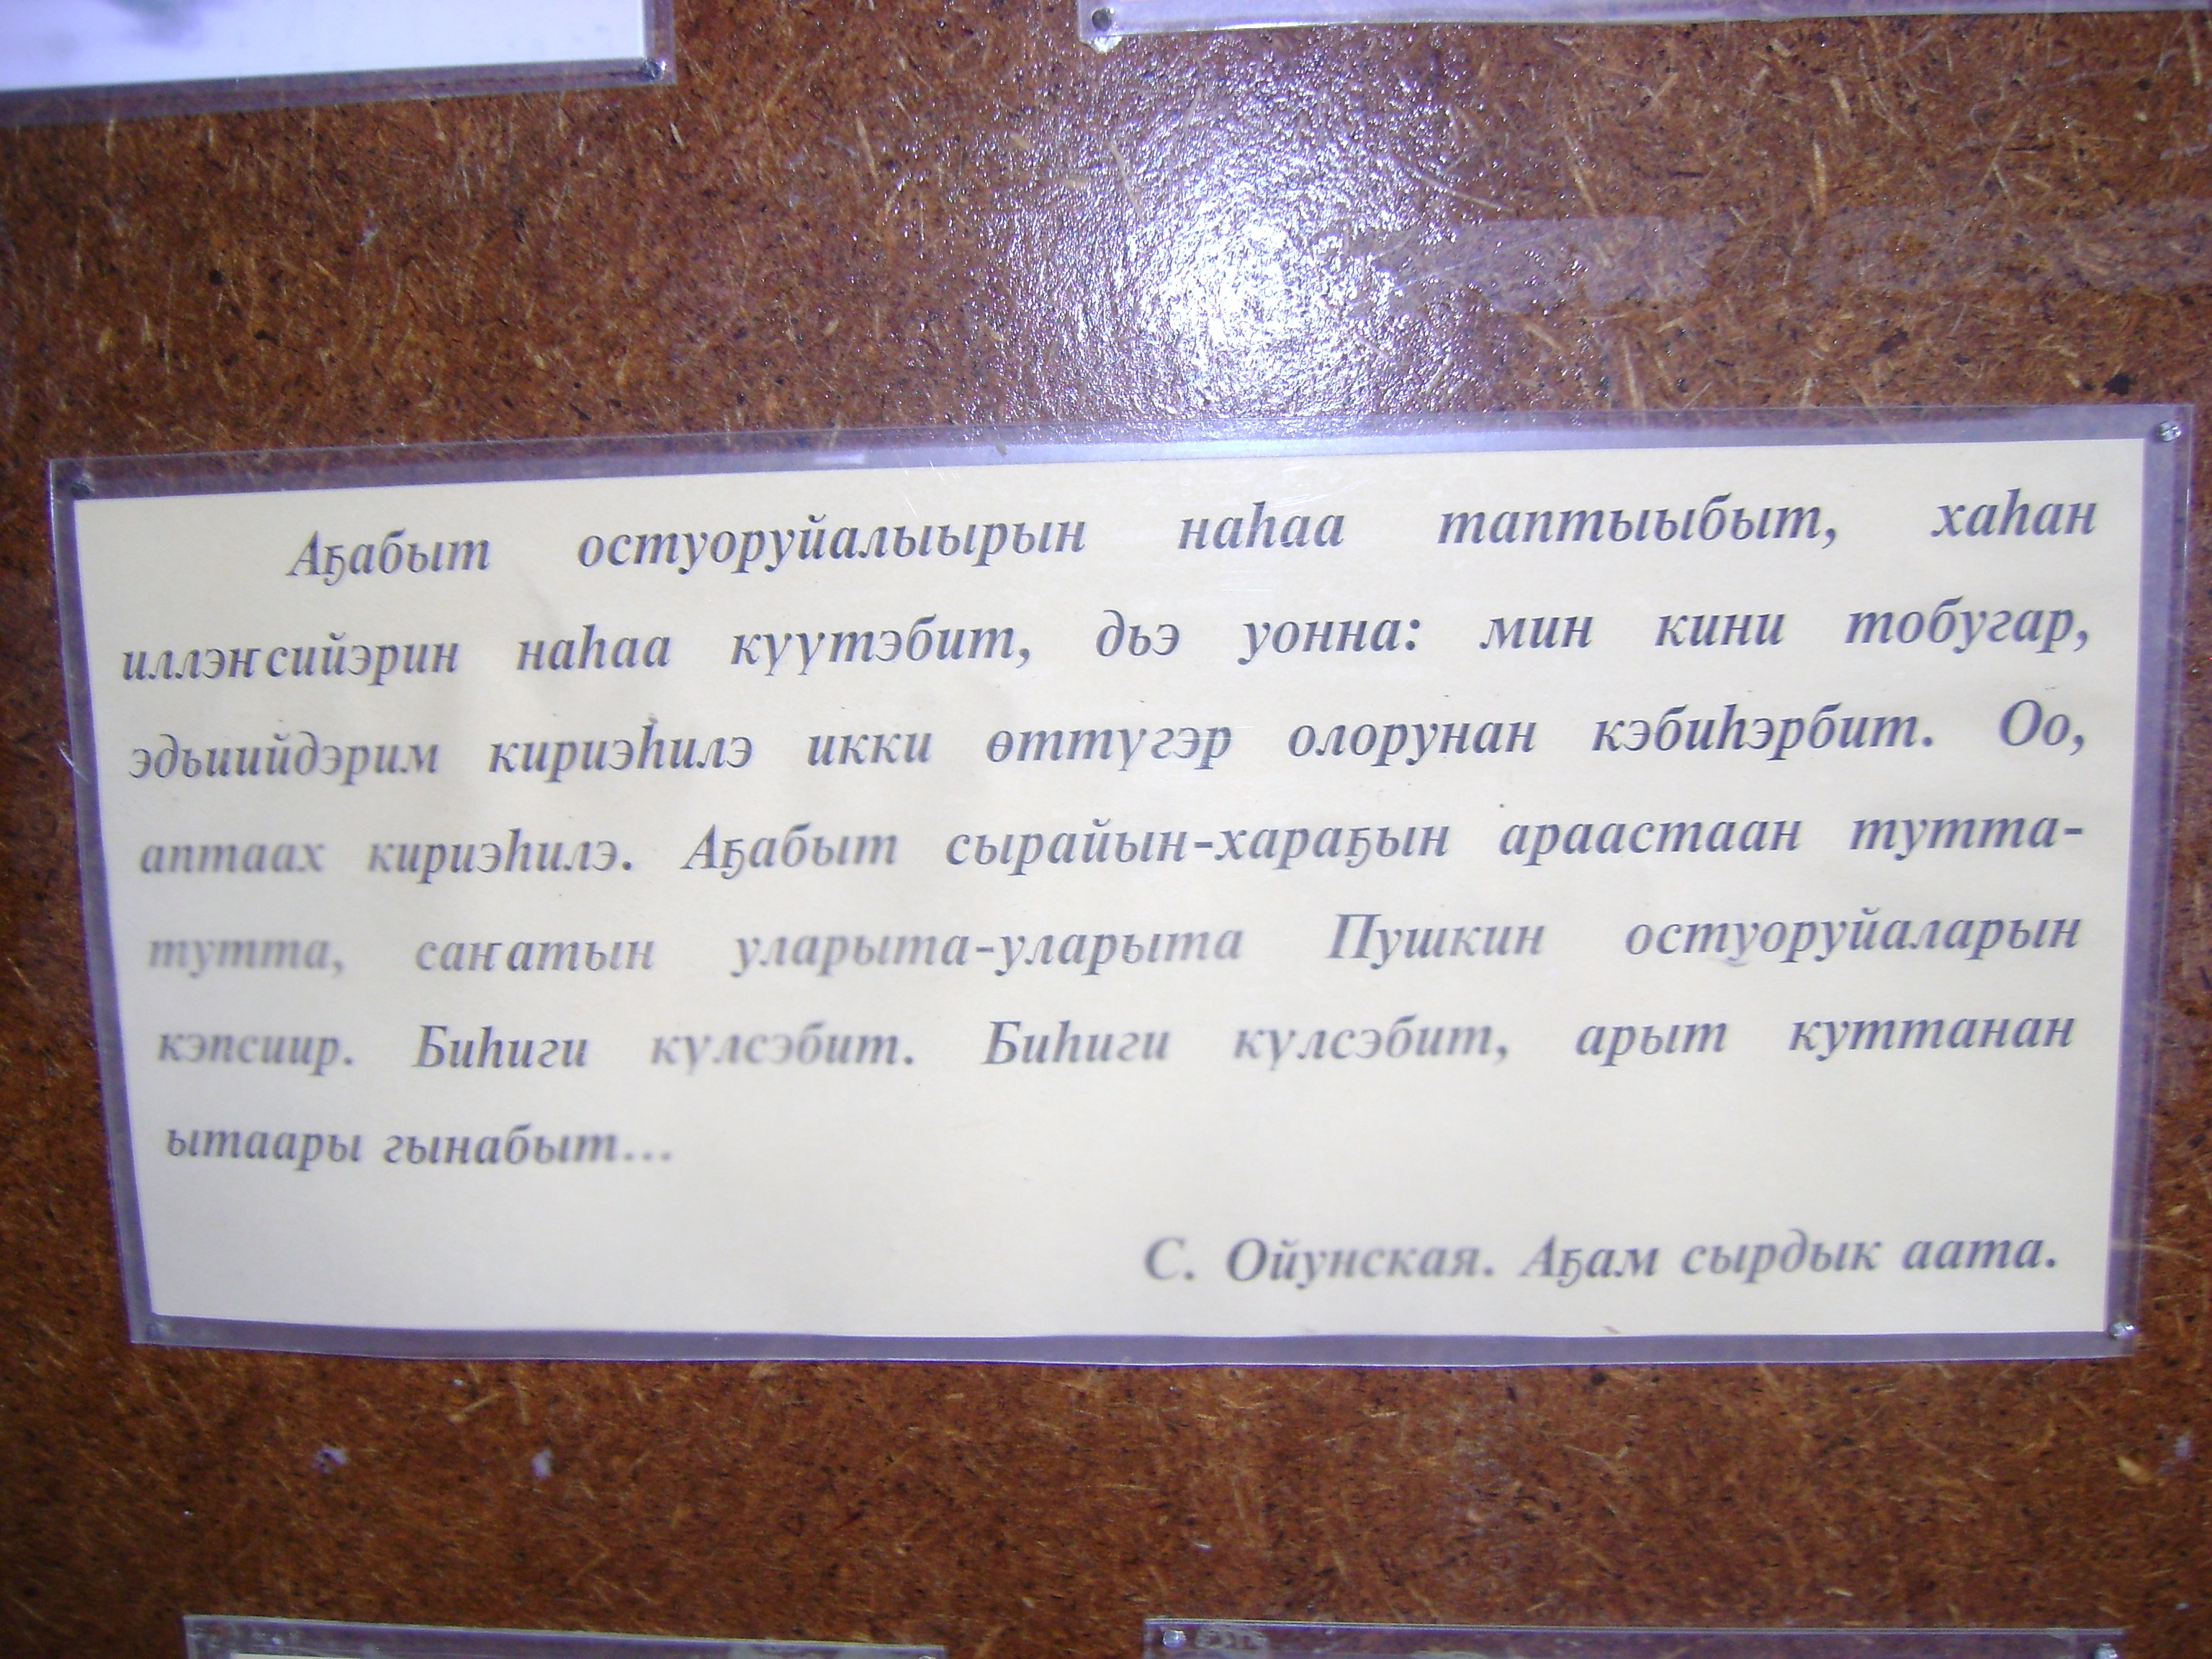 Аҕабыт остуоруйалыырын наһаа таптыыбыт, хаһан
иллэҥсийэрин наһаа күүтэбит, дьэ уонна: мин кини тобугар,
эдьиийдэрим кириэһилэ икки өттүгэр олорунан кэбиһэрбит. Оо,
аптаах кириэһилэ. Аҕабыт сырайын-хараҕын араастаан тутта-
тутта, саҥатын уларыта-уларыта Пушкин остуоруйаларын
кэпсиир. Биһиги күлсэбит. Биһиги күлсэбит, арыт куттанан
ытаары гынабыт...
С. Ойунская. Аҕам сырдык аата.